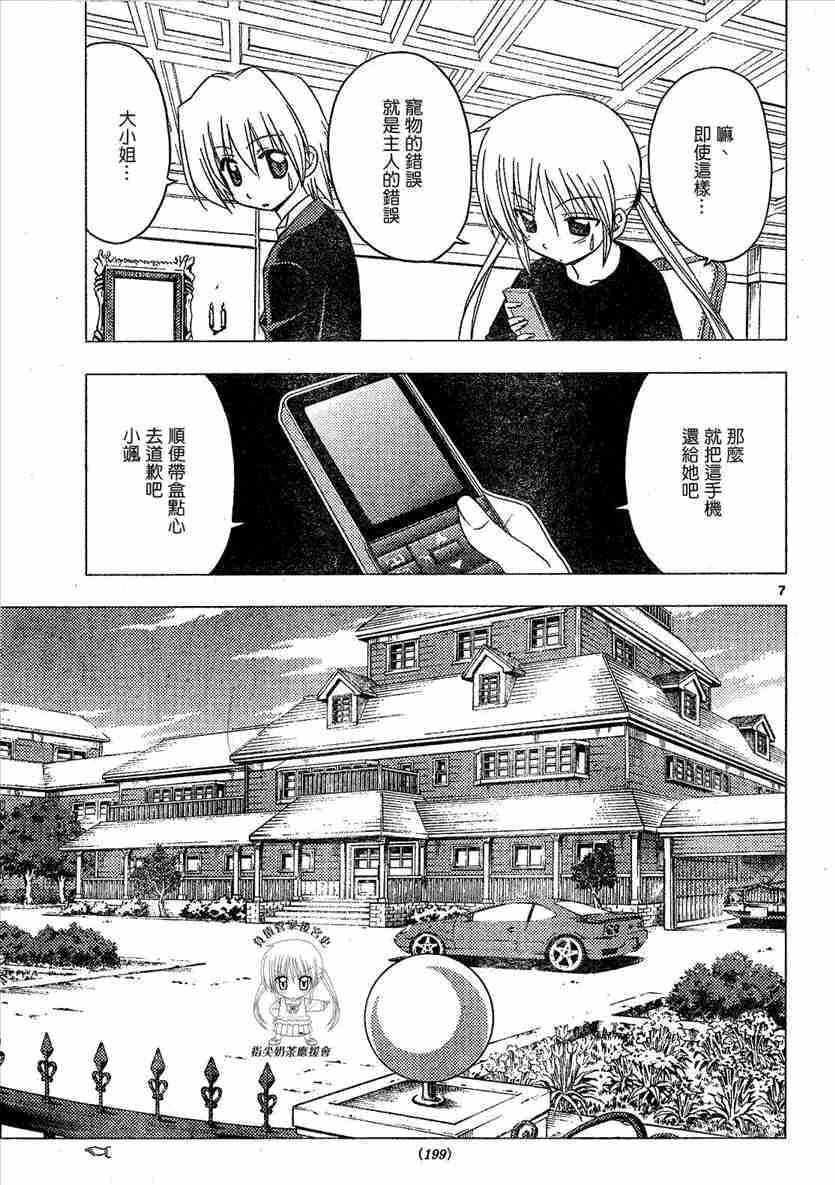 嘛、
即使這樣…
寵物的錯誤
就是主人的錯誤
大小姐…
那麼
就把這手機
還給她吧
順便帶盒點心
去道歉吧
小颯
7
指尖奶茶應援會
(199)